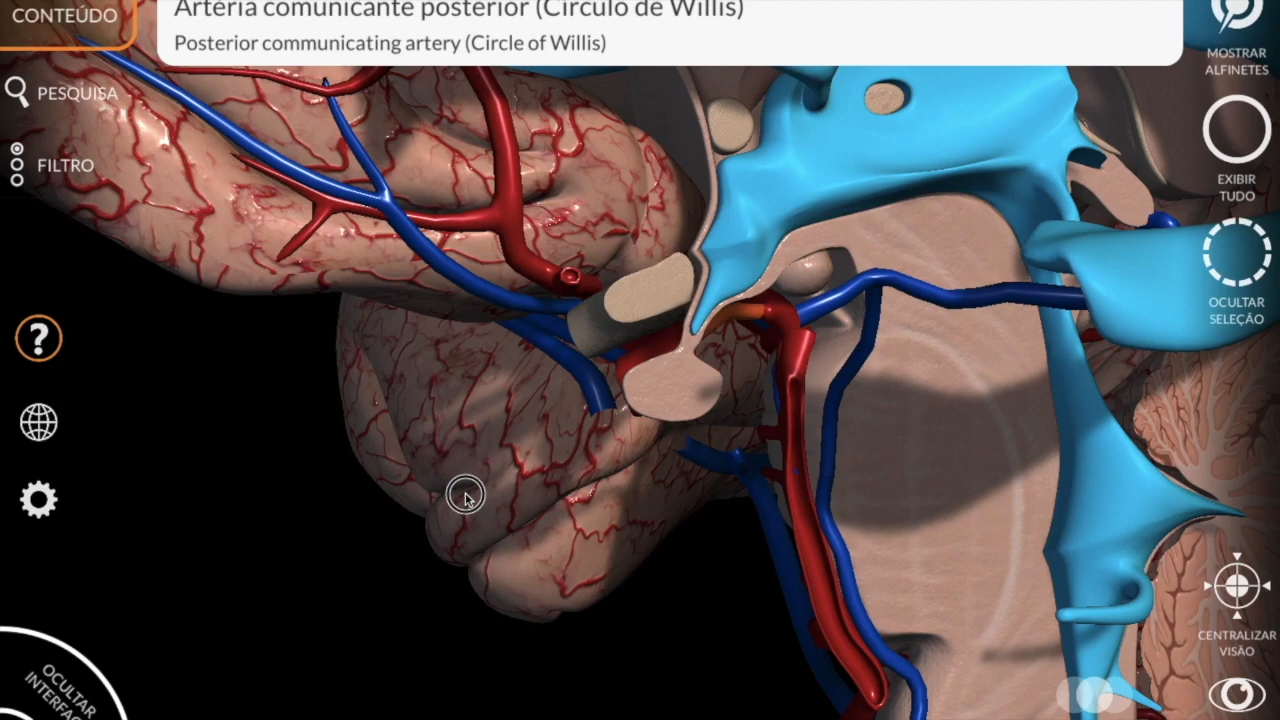 CONTEÚDO
Artéria comunicante posterior (Círculo de Willis)
Posterior communicating artery (Circle of Willis)
PESQUISA
FILTRO
?
MOSTRAR
ALFINETES
EXIBIR
TUDO
OCULTAR
SELEÇÃO
CENTRALIZAR
VISÃO
OCULTAR
INTERFAC